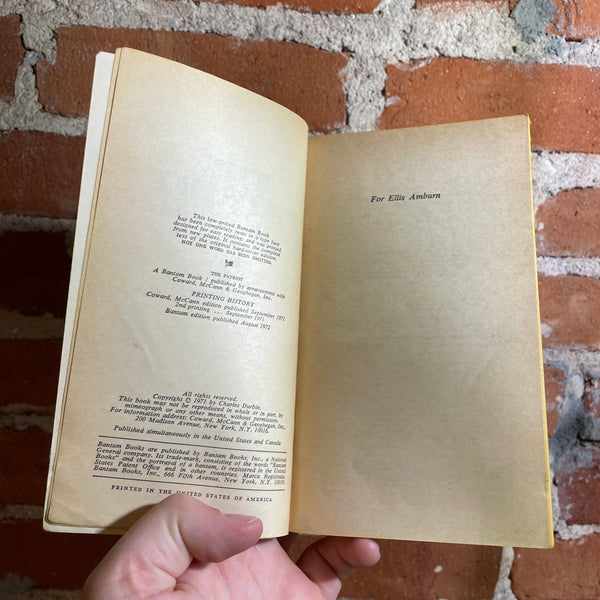 This low-priced Bantam Book
has been completely reset in a type face
designed for easy reading, and was printed
from new plates. It contains the complete
text of the original hard-cover edition.
NOT ONE WORD HAS BEEN OMITTED.
THE PATRIOT
A Bantam Book / published by arrangement with
Coward, McCann & Geoghegan, Inc.
PRINTING HISTORY
Coward, McCann edition published September 1971
2nd printing ... September 1971
Bantam edition published August 1972
All rights reserved.
Copyright © 1971 by Charles Durbin.
This book may not be reproduced in whole or in part, by
mimeograph or any other means, without permission.
For information address: Coward, McCann & Geoghegan, Inc.,
200 Madison Avenue, New York, N.Y. 10016.
Published simultaneously in the United States and Canada
Bantam Books are published by Bantam Books, Inc., a National
General company. Its trade-mark, consisting of the words "Bantam
Books" and the portrayal of a bantam, is registered in the United
States Patent Office and in other countries. Marca Registrada.
Bantam Books, Inc., 666 Fifth Avenue, New York, N.Y. 10019.
PRINTED IN THE UNITED STATES OF AMERICA
For Ellis Amburn